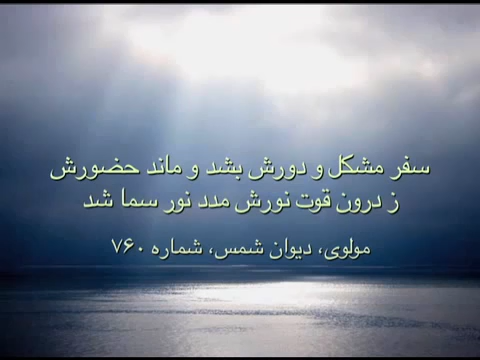 سفر مشکل و دورش بشد و ماند حضورش
ز درون قوت نورش مدد نور سما شد
مولوی، دیوان شمس، شماره ۷۶۰